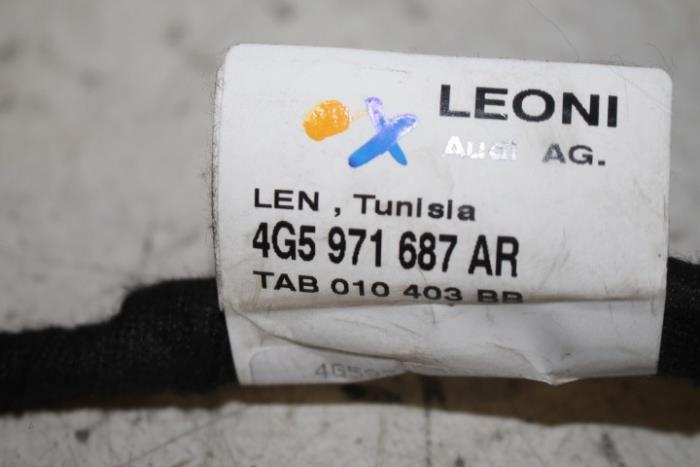 LEONI
Audi AG.
LEN , Tunisia
4G5 971 687 AR
TAB 010 403 BB